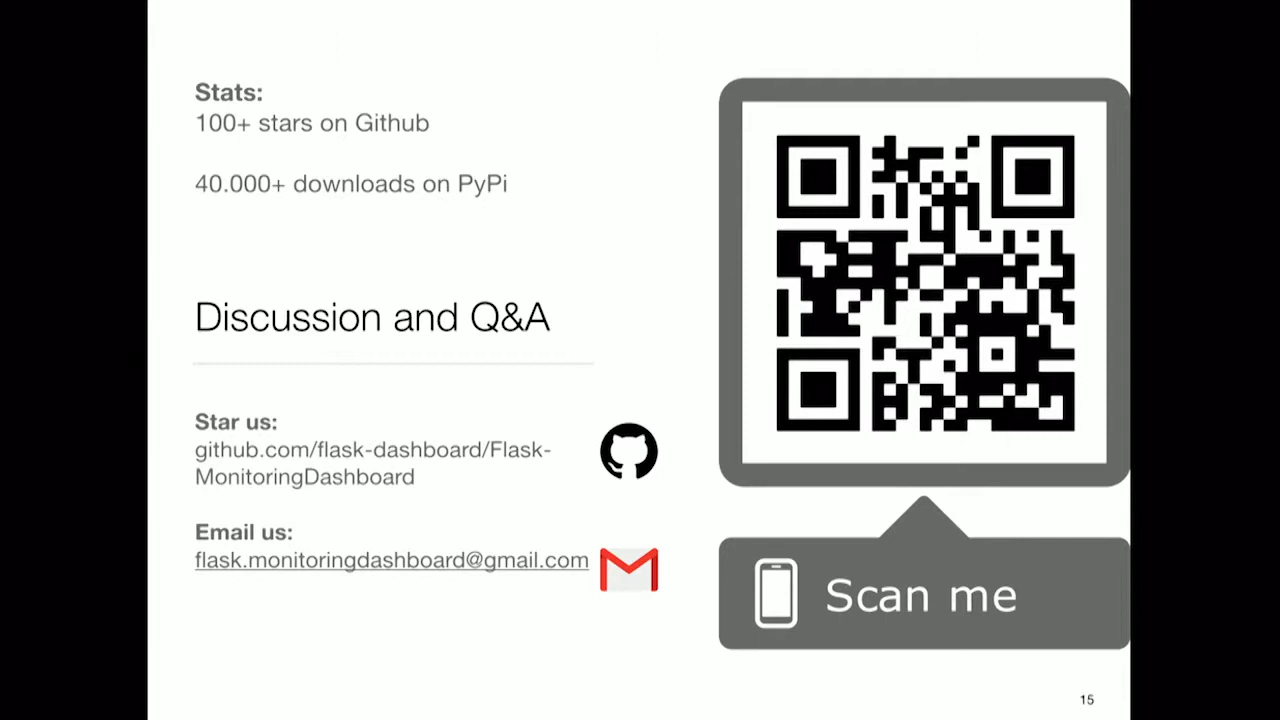 Stats:
100+ stars on Github
40.000+ downloads on PyPi
Discussion and Q&A
Star us:
github.com/flask-dashboard/Flask-
MonitoringDashboard
Email us:
flask.monitoringdashboard@gmail.com
Scan me
15